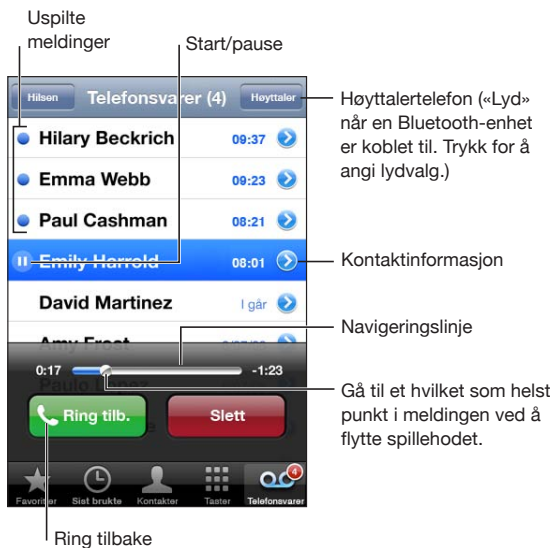 Uspilte
meldinger
Start/pause
Hilsen
Telefonsvarer (4)
Høyttaler
Høyttalertelefon («Lyd»
når en Bluetooth-enhet
er koblet til. Trykk for å
angi lydvalg.)
Hilary Beckrich 09:37
Emma Webb 09:23
Paul Cashman 08:21
Emily Harrold 08:01
Kontaktinformasjon
David Martinez I går
Amy Frost
Navigeringslinje
0:17 -1:23
Paulo Lopez
Gå til et hvilket som helst
punkt i meldingen ved å
flytte spillehodet.
Ring tilb.
Slett
4
Favoritter Sist brukte Kontakter Taster Telefonsvarer
Ring tilbake